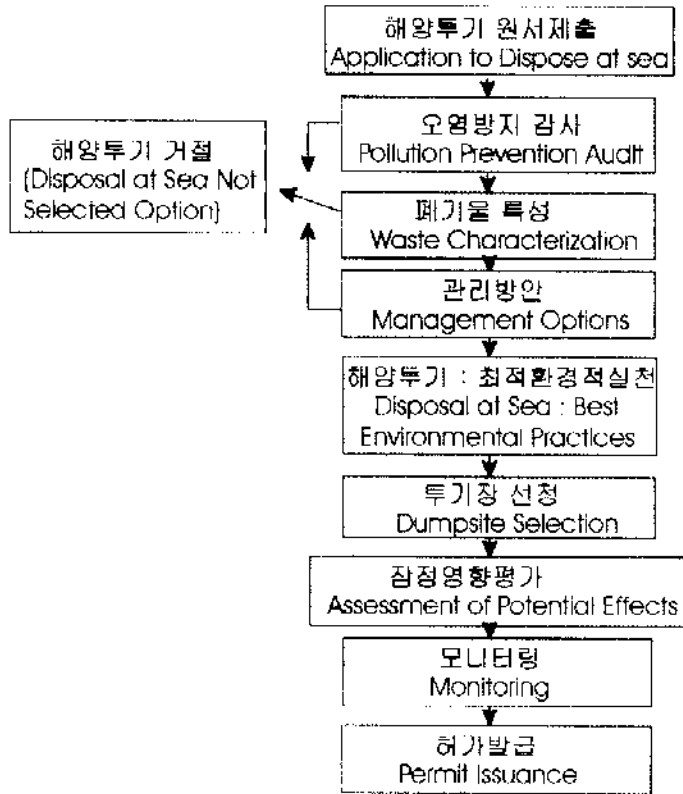 해양투기 원서제출
Application to Dispose at sea
오염방지 감사
Pollution Prevention Audit
해양투기 거절
(Disposal at Sea Not
Selected Option)
폐기물 특성
Waste Characterization
관리방안
Management Options
해양투기 : 최적환경적실천
Disposal at Sea : Best
Environmental Practices
투기장 선정
Dumpsite Selection
잠정영향평가
Assessment of Potential Effects
모니터링
Monitoring
허가발급
Permit Issuance